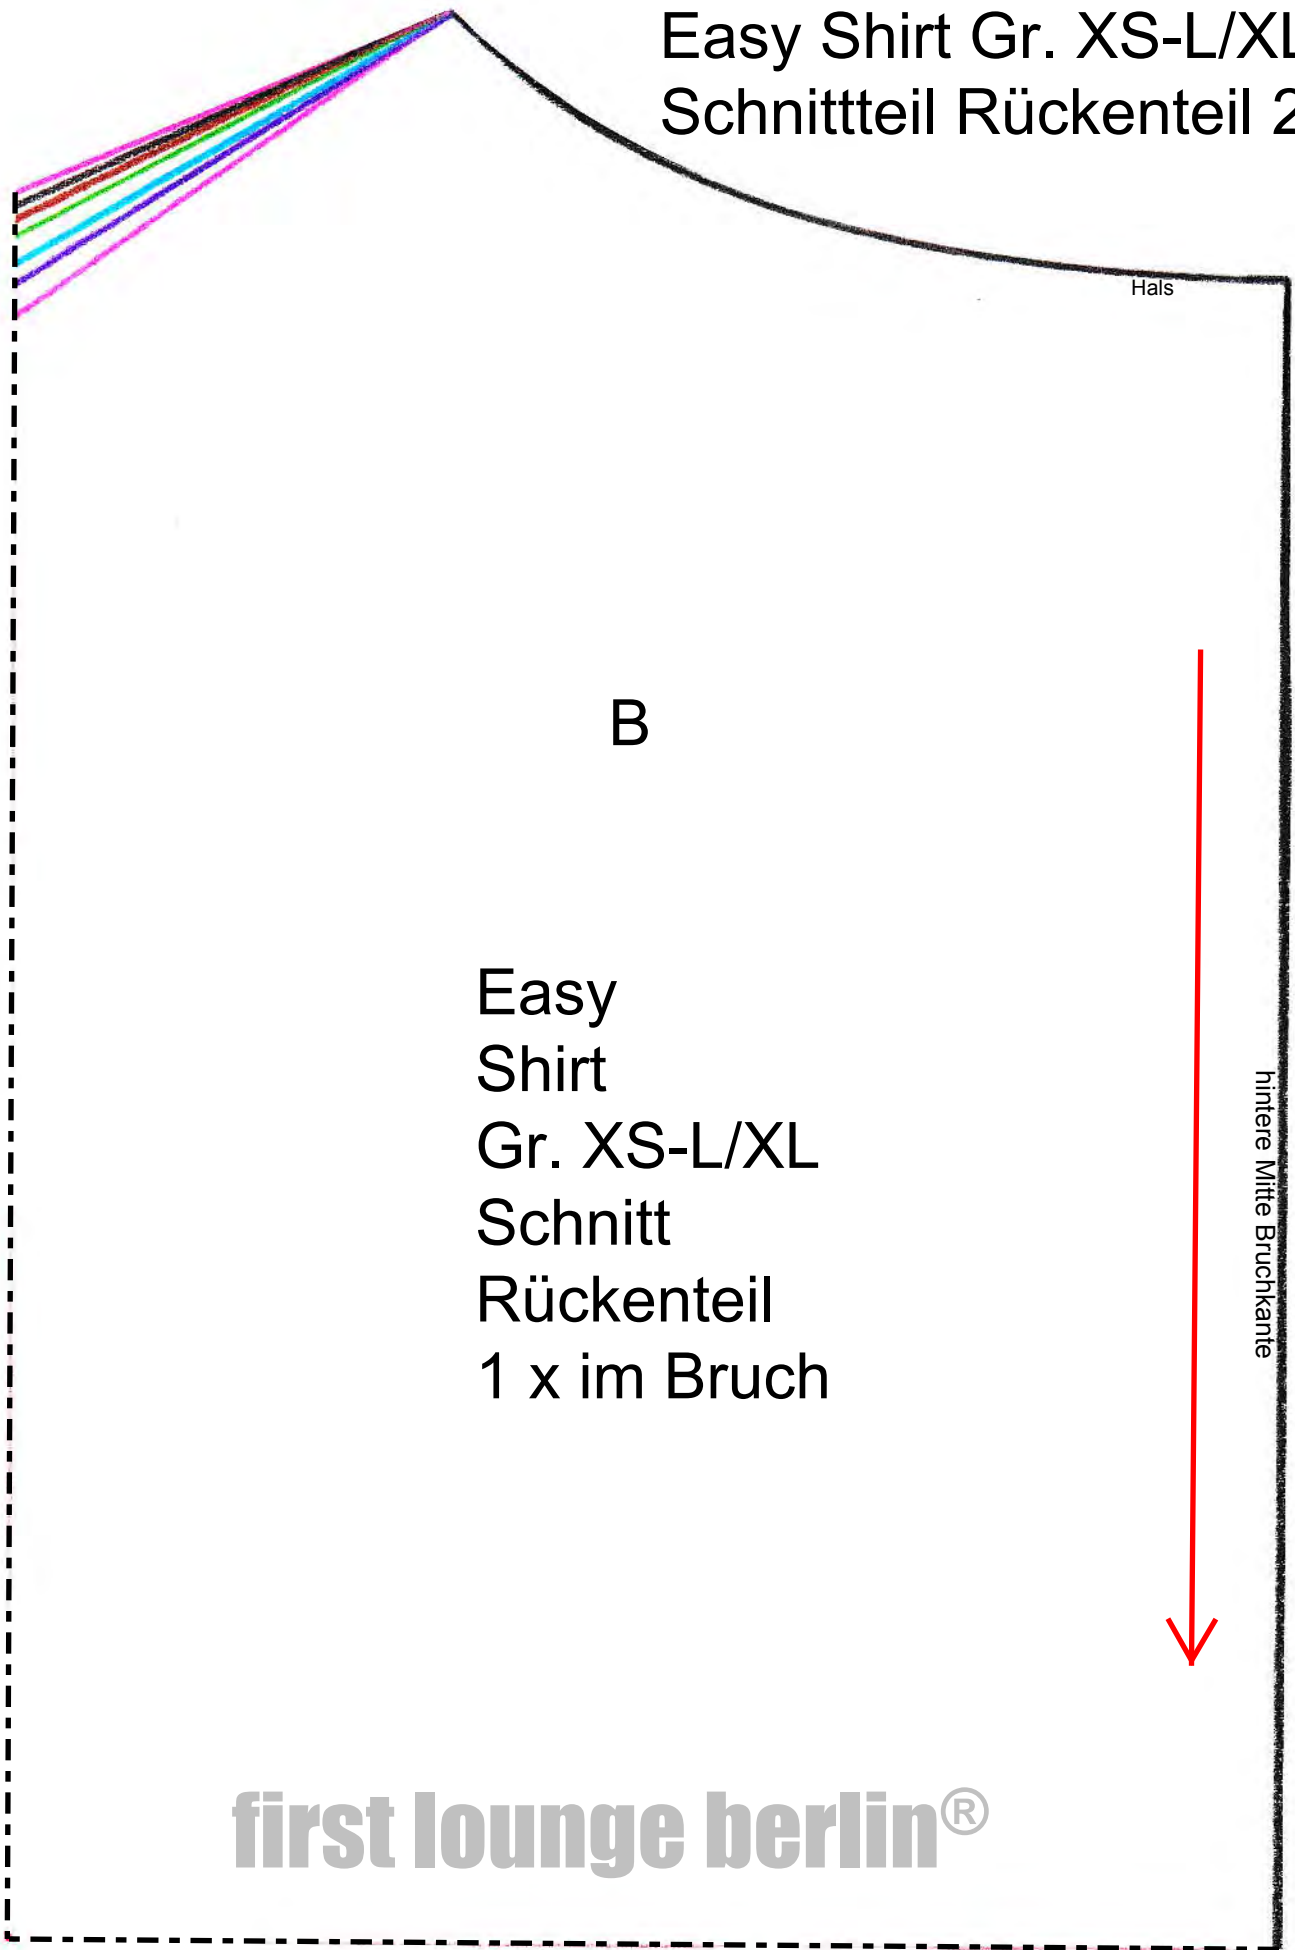 Easy Shirt Gr. XS-L/XL
Schnittteil Rückenteil 2
Hals
B
Easy
Shirt
Gr. XS-L/XL
Schnitt
Rückenteil
1 x im Bruch
hintere Mitte Bruchkante
first lounge berlin®